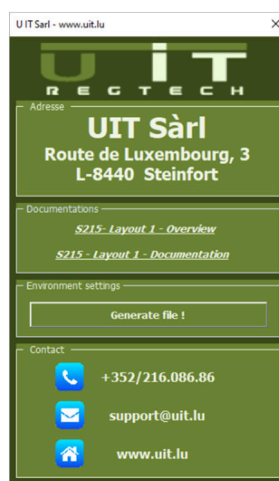 U IT Sarl - www.uit.lu
U IT
REGTECH
Adresse
UIT Sàrl
Route de Luxembourg, 3
L-8440 Steinfort
Documentations
S215- Layout 1 - Overview
S215 - Layout 1 - Documentation
Environment settings
Generate file !
Contact
+352/216.086.86
support@uit.lu
www.uit.lu